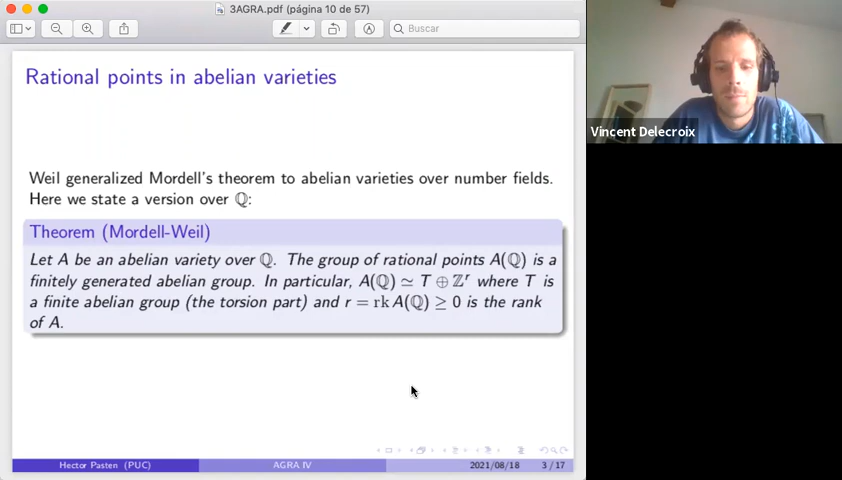 3AGRA.pdf (página 10 de 57)
Buscar
Rational points in abelian varieties
Weil generalized Mordell's theorem to abelian varieties over number fields.
Here we state a version over ℚ:
Theorem (Mordell-Weil)
Let A be an abelian variety over ℚ. The group of rational points A(ℚ) is a
finitely generated abelian group. In particular, A(ℚ) ≃ T ⊕ ℤʳ where T is
a finite abelian group (the torsion part) and r = rk A(ℚ) ≥ 0 is the rank
of A.
Hector Pasten (PUC)
AGRA IV
2021/08/18
3 / 17
Vincent Delecroix